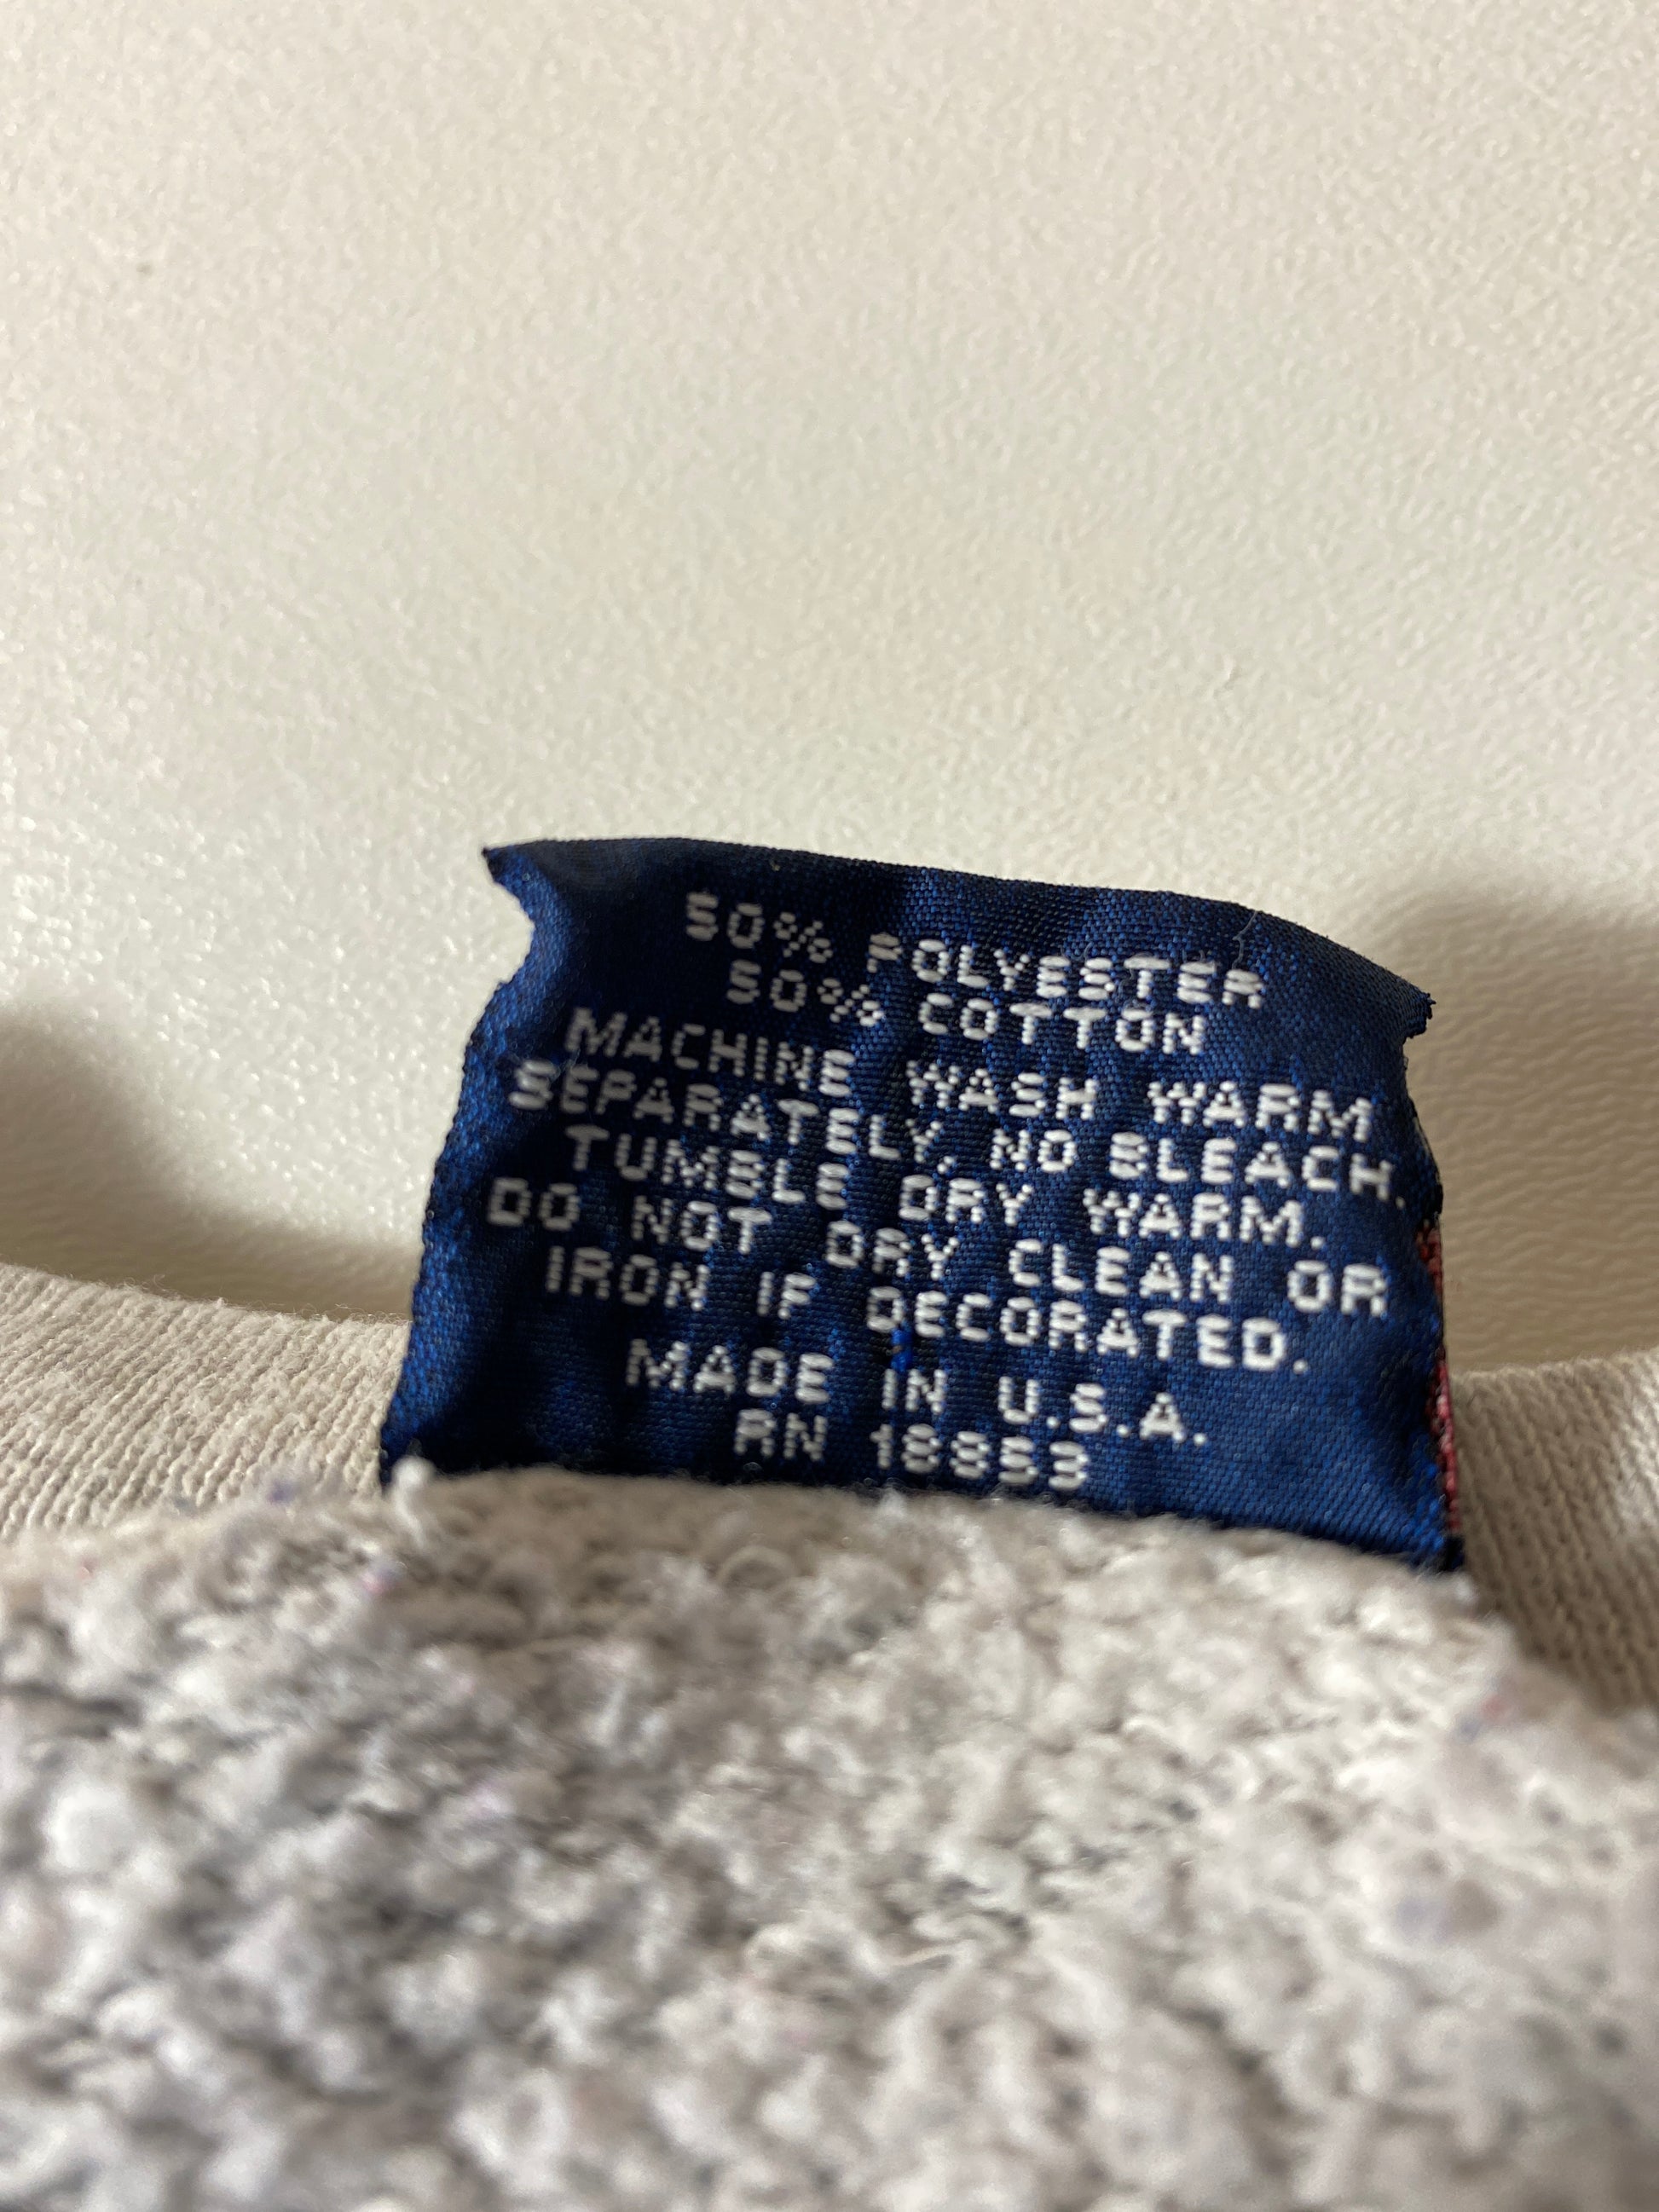 50% POLYESTER
50% COTTON
MACHINE WASH WARM
SEPARATELY, NO BLEACH.
TUMBLE DRY WARM.
DO NOT DRY CLEAN OR
IRON IF DECORATED.
MADE IN U.S.A.
RN 18853